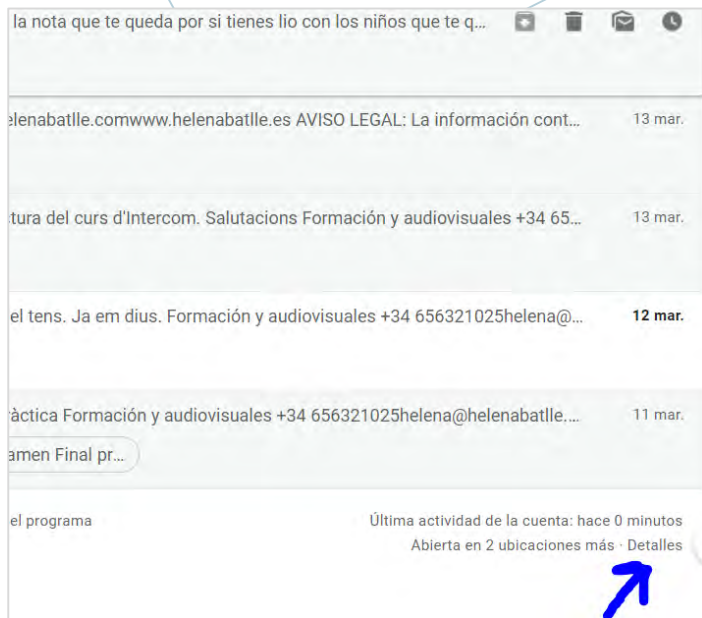 la nota que te queda por si tienes lio con los niños que te q...
elenabatlle.comwww.helenabatlle.es AVISO LEGAL: La información cont... 13 mar.
tura del curs d'Intercom. Salutacions Formación y audiovisuales +34 65... 13 mar.
el tens. Ja em dius. Formación y audiovisuales +34 656321025helena@... 12 mar.
ràctica Formación y audiovisuales +34 656321025helena@helenabatlle.... 11 mar.
amen Final pr...
el programa
Última actividad de la cuenta: hace 0 minutos
Abierta en 2 ubicaciones más · Detalles